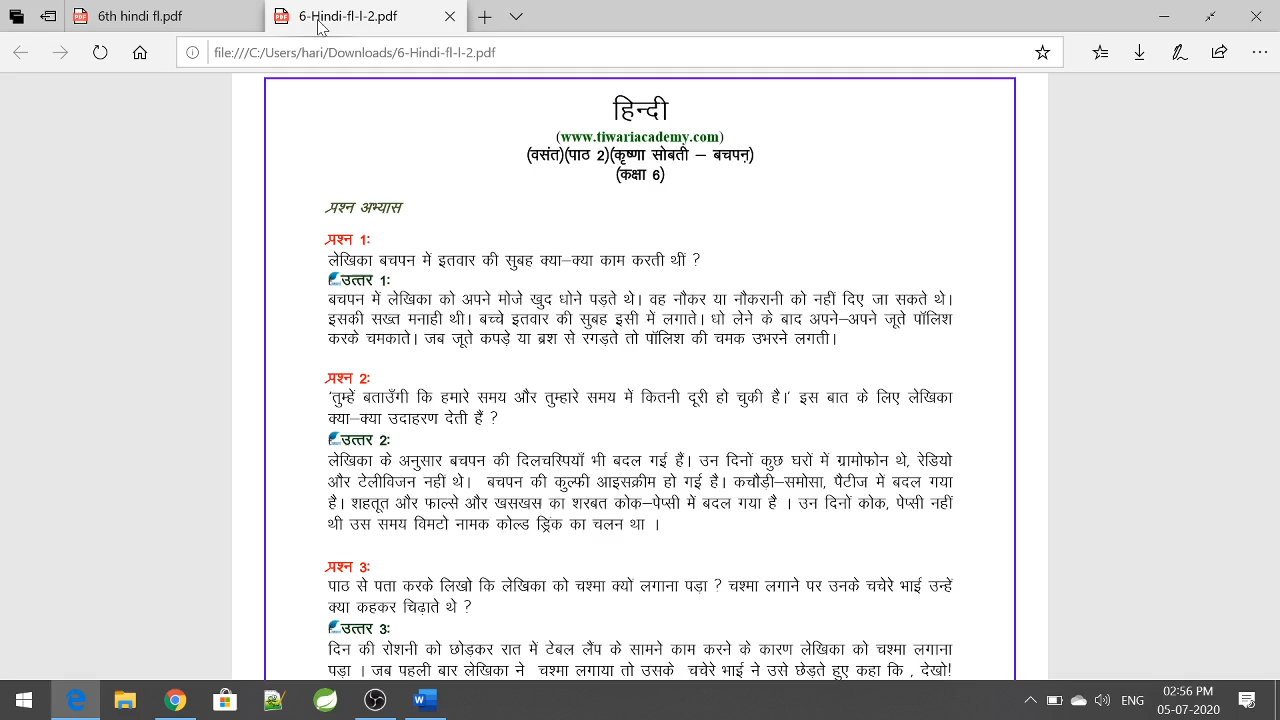 6th hindi fl.pdf
6-Hindi-fl-l-2.pdf
file:///C:/Users/hari/Downloads/6-Hindi-fl-l-2.pdf
हिन्दी
(www.tiwariacademy.com)
(वसंत)(पाठ 2)(कृष्णा सोबती – बचपन)
(कक्षा 6)
प्रश्न अभ्यास
प्रश्न 1:
लेखिका बचपन में इतवार की सुबह क्या–क्या काम करती थीं ?
उत्तर 1:
बचपन में लेखिका को अपने मोजे खुद धोने पड़ते थे। वह नौकर या नौकरानी को नहीं दिए जा सकते थे।
इसकी सख्त मनाही थी। बच्चे इतवार की सुबह इसी में लगाते। धो लेने के बाद अपने–अपने जूते पॉलिश
करके चमकाते। जब जूते कपड़े या ब्रश से रगड़ते तो पॉलिश की चमक उभरने लगती।
प्रश्न 2:
'तुम्हें बताउँगी कि हमारे समय और तुम्हारे समय में कितनी दूरी हो चुकी है।' इस बात के लिए लेखिका
क्या–क्या उदाहरण देती हैं ?
उत्तर 2:
लेखिका के अनुसार बचपन की दिलचस्पियाँ भी बदल गई हैं। उन दिनों कुछ घरों में ग्रामोफोन थे, रेडियो
और टेलीविजन नहीं थे। बचपन की कुल्फी आइसक्रीम हो गई है। कचौड़ी–समोसा, पैटीज में बदल गया
है। शहतूत और फाल्से और खसखस का शरबत कोक–पेप्सी में बदल गया है । उन दिनों कोक, पेप्सी नहीं
थी उस समय विमटो नामक कोल्ड ड्रिंक का चलन था ।
प्रश्न 3:
पाठ से पता करके लिखो कि लेखिका को चश्मा क्यों लगाना पड़ा ? चश्मा लगाने पर उनके चचेरे भाई उन्हें
क्या कहकर चिढ़ाते थे ?
उत्तर 3:
दिन की रोशनी को छोड़कर रात में टेबल लैंप के सामने काम करने के कारण लेखिका को चश्मा लगाना
पड़ा । जब पहली बार लेखिका ने चश्मा लगाया तो उसके चचेरे भाई ने उसे छेड़ते हुए कहा कि , देखो!
ENG
02:56 PM
05-07-2020